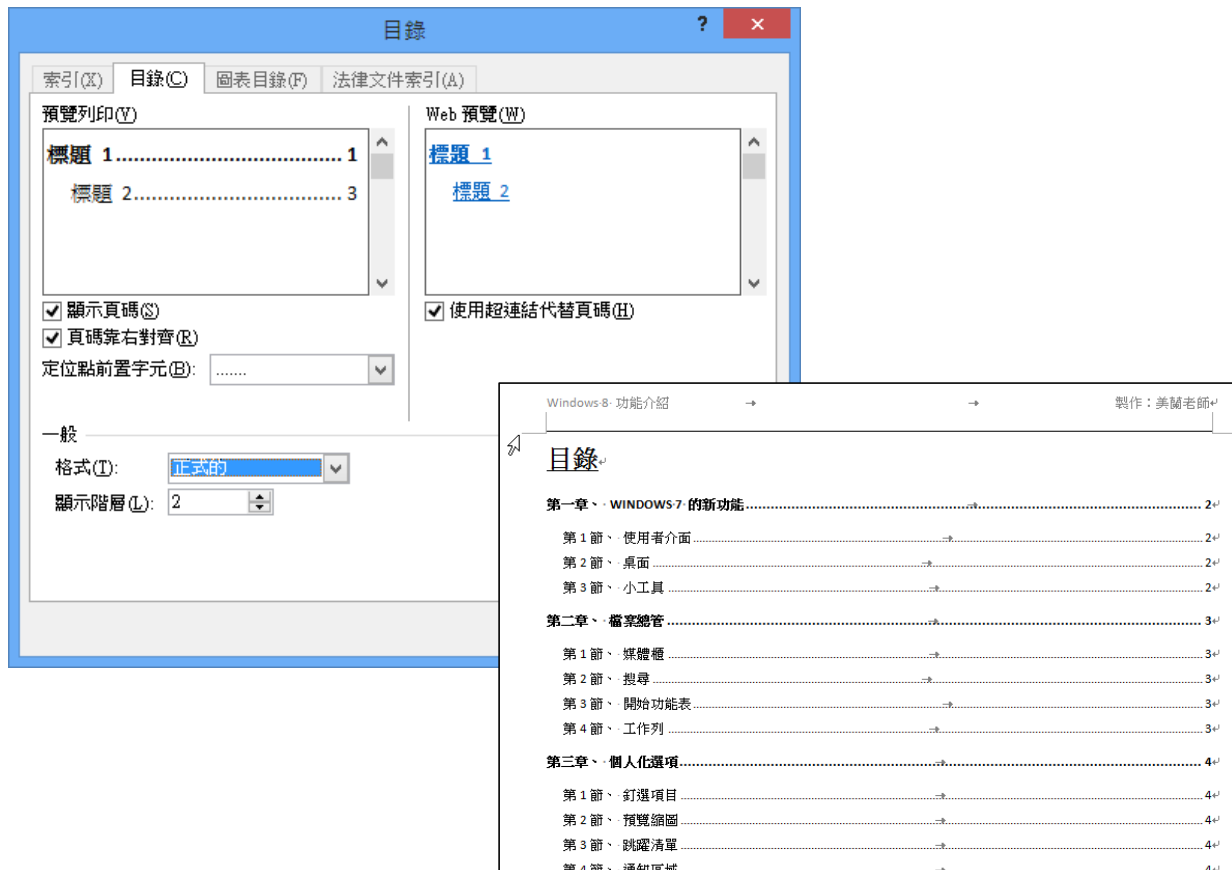 目錄
?
索引(X) 目錄(C) 圖表目錄(F) 法律文件索引(A)
預覽列印(V)
標題 1...................................... 1
標題 2................................... 3
Web 預覽(W)
標題 1
標題 2
顯示頁碼(S)
頁碼靠右對齊(R)
定位點前置字元(B): .......
使用超連結代替頁碼(H)
一般
格式(T): 正式的
顯示階層(L): 2
Windows 8 功能介紹 → → 製作：美蘭老師
目錄
第一章、 WINDOWS 7 的新功能 → 2
第 1 節、 使用者介面 → 2
第 2 節、 桌面 → 2
第 3 節、 小工具 → 2
第二章、 檔案總管 → 3
第 1 節、 媒體櫃 → 3
第 2 節、 搜尋 → 3
第 3 節、 開始功能表 → 3
第 4 節、 工作列 → 3
第三章、 個人化選項 → 4
第 1 節、 釘選項目 → 4
第 2 節、 預覽縮圖 → 4
第 3 節、 跳躍清單 → 4
第 4 節、 通知區域 → 4